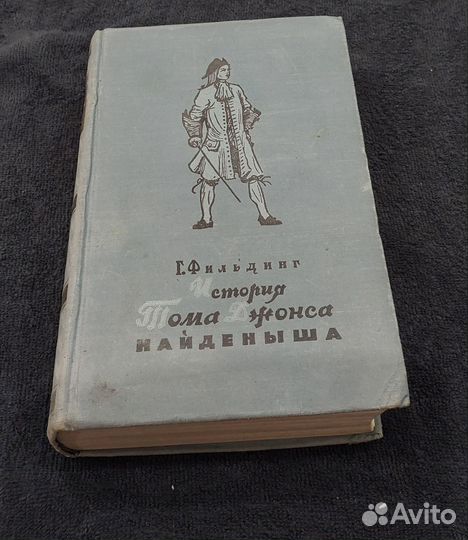 Г. Фильдинг
История
Тома Джонса
НАЙДЕНЫША
Avito